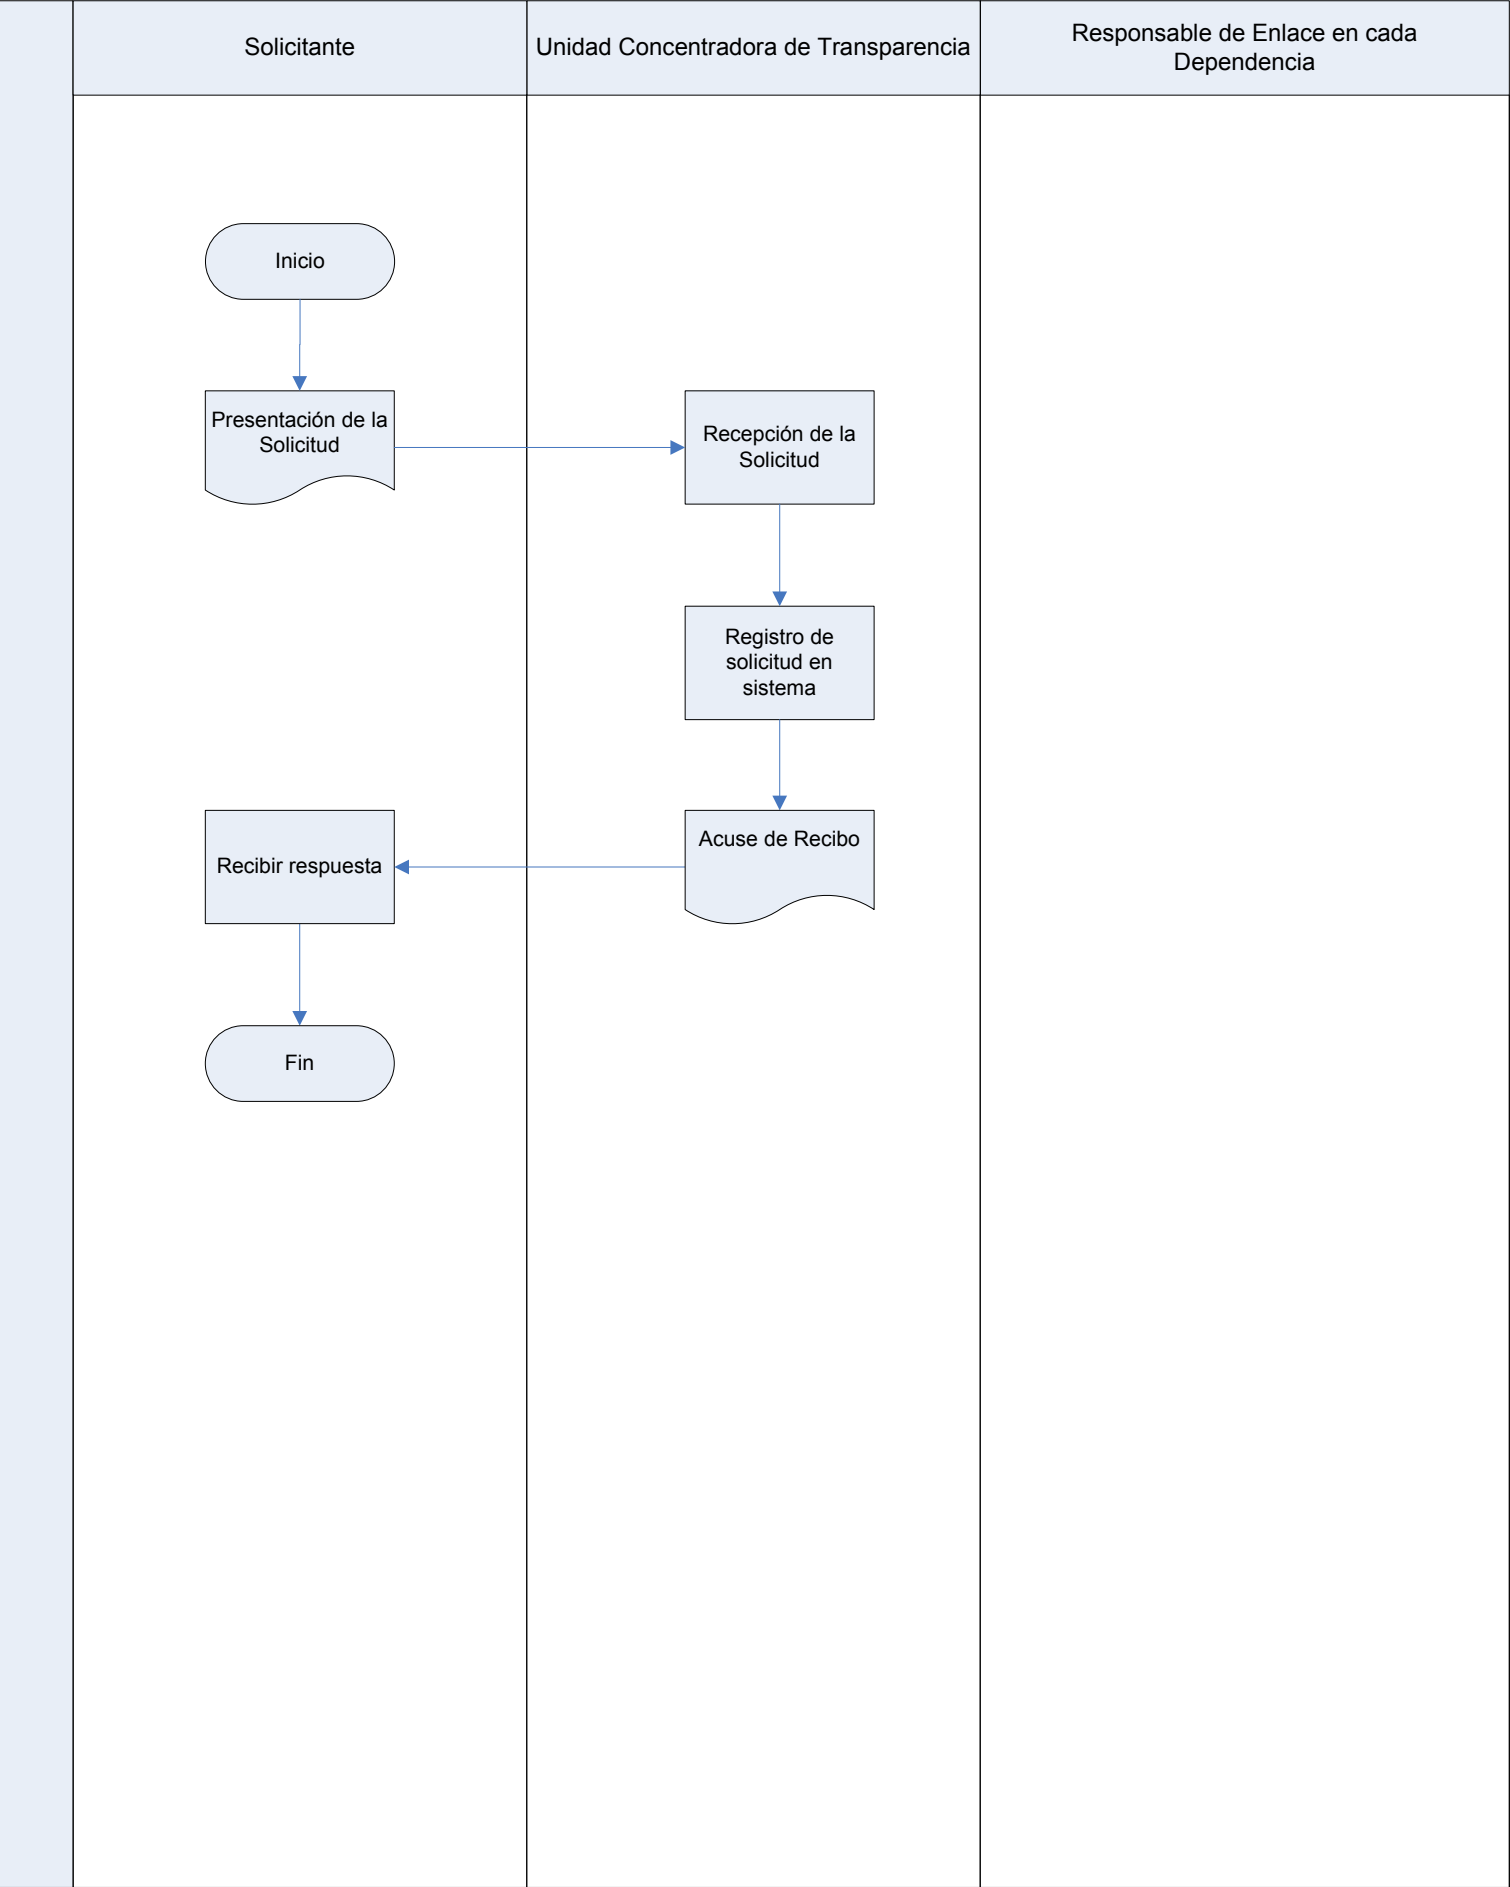 Solicitante
Unidad Concentradora de Transparencia
Responsable de Enlace en cada
Dependencia
Inicio
Presentación de la
Solicitud
Recepción de la
Solicitud
Registro de
solicitud en
sistema
Acuse de Recibo
Recibir respuesta
Fin